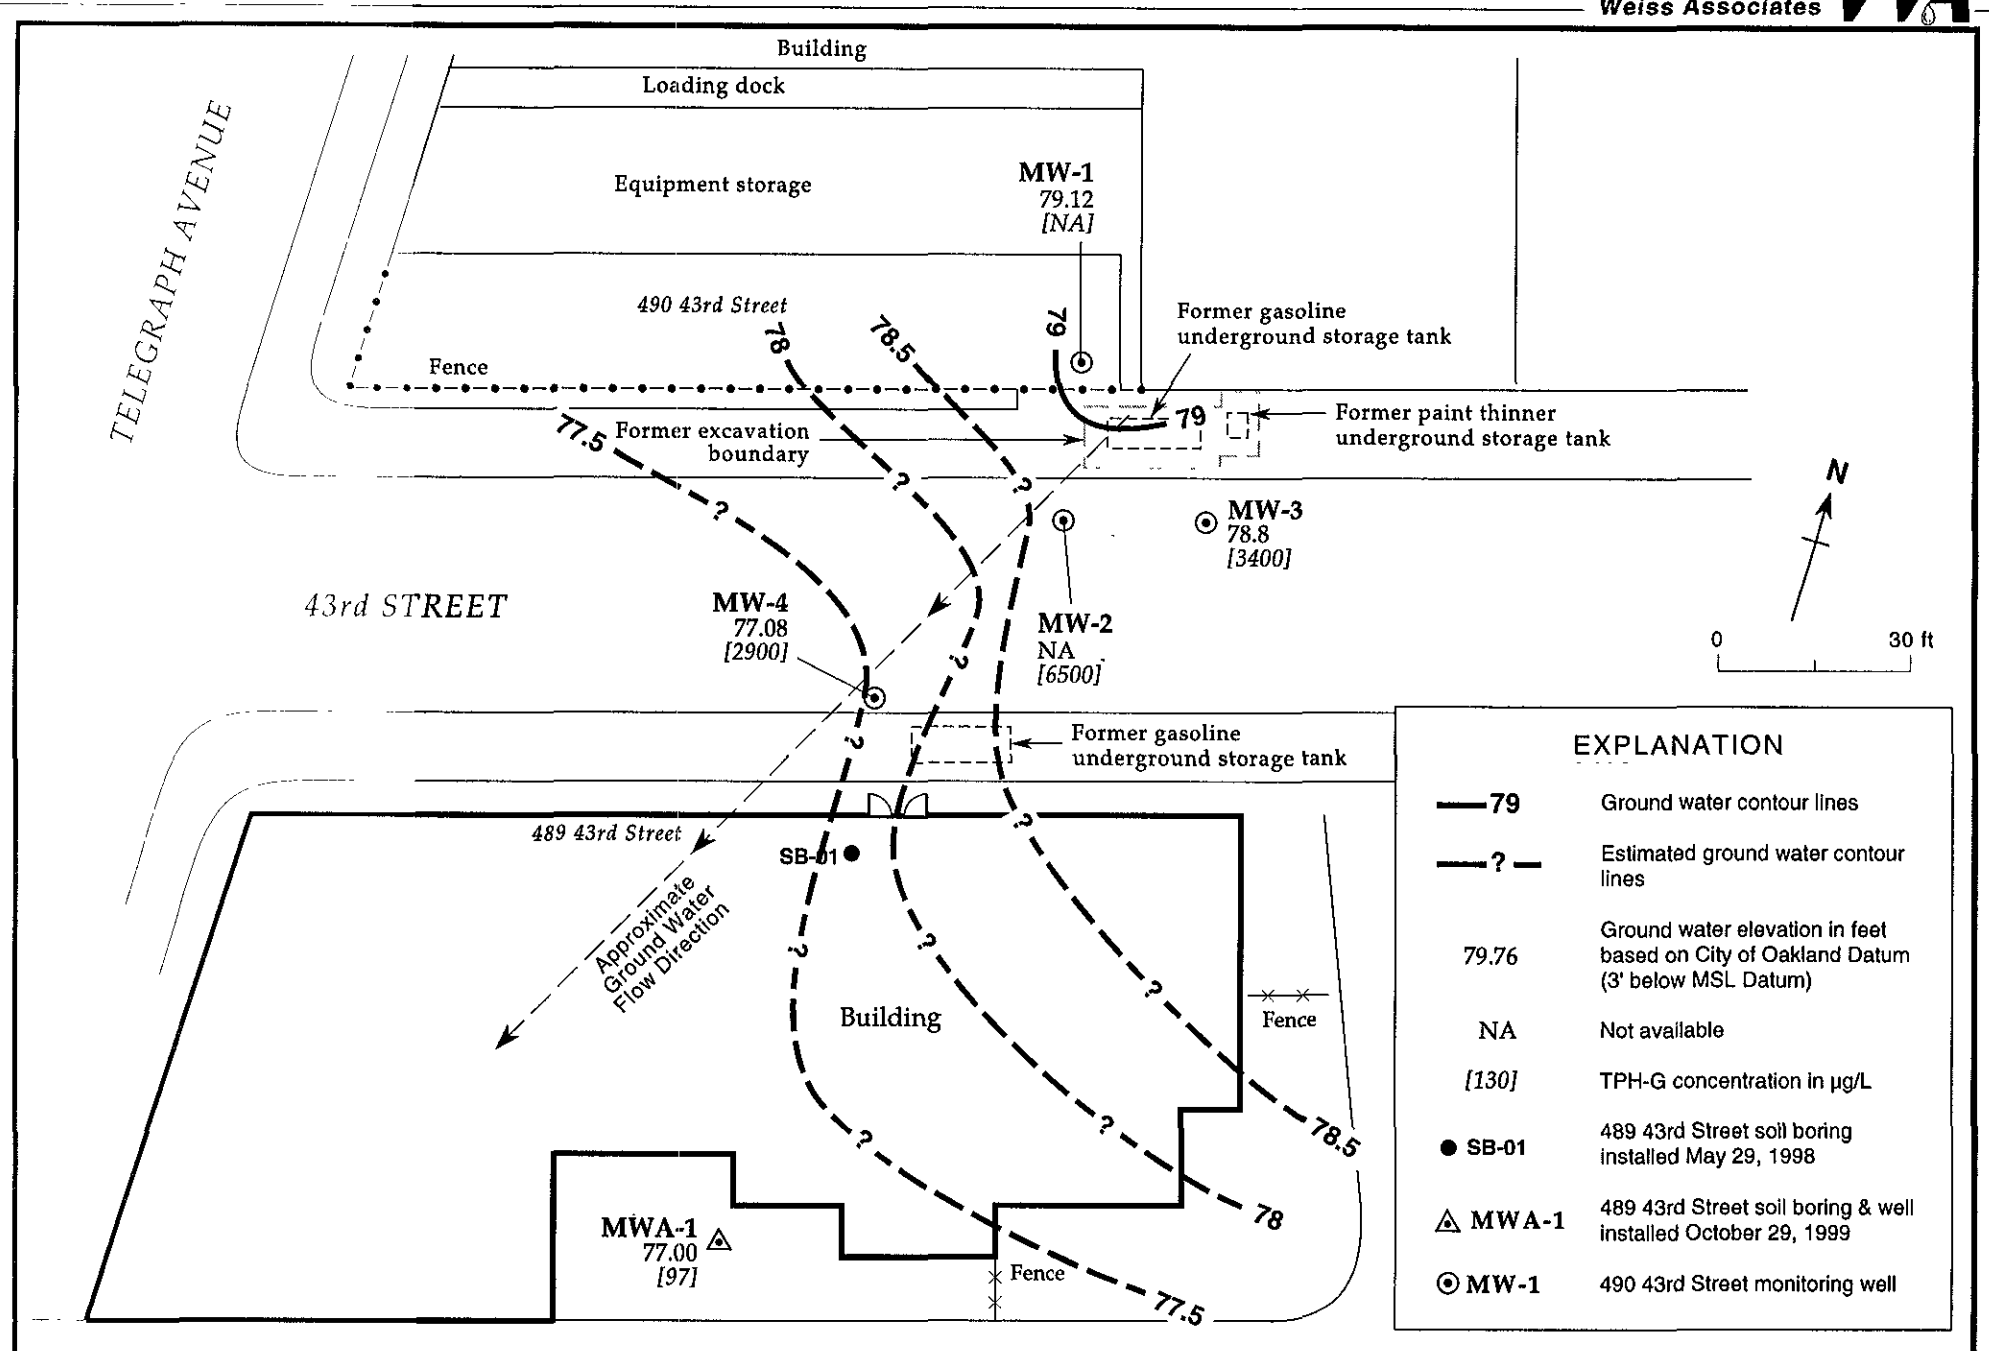 Weiss Associates
Building
Loading dock
Equipment storage
MW-1
79.12
[NA]
TELEGRAPH AVENUE
490 43rd Street
78
78.5
79
Former gasoline
underground storage tank
Fence
77.5
Former excavation
boundary
79
Former paint thinner
underground storage tank
?
?
?
N
MW-3
78.8
[3400]
43rd STREET
MW-4
77.08
[2900]
MW-2
NA
[6500]
?
0 30 ft
?
Former gasoline
underground storage tank
489 43rd Street
SB-01
?
Approximate
Ground Water
Flow Direction
?
?
?
Building
Fence
?
?
78.5
78
MWA-1
77.00
[97]
Fence
77.5
EXPLANATION
79 Ground water contour lines
? Estimated ground water contour
lines
79.76 Ground water elevation in feet
based on City of Oakland Datum
(3' below MSL Datum)
NA Not available
[130] TPH-G concentration in µg/L
SB-01 489 43rd Street soil boring
installed May 29, 1998
MWA-1 489 43rd Street soil boring & well
installed October 29, 1999
MW-1 490 43rd Street monitoring well